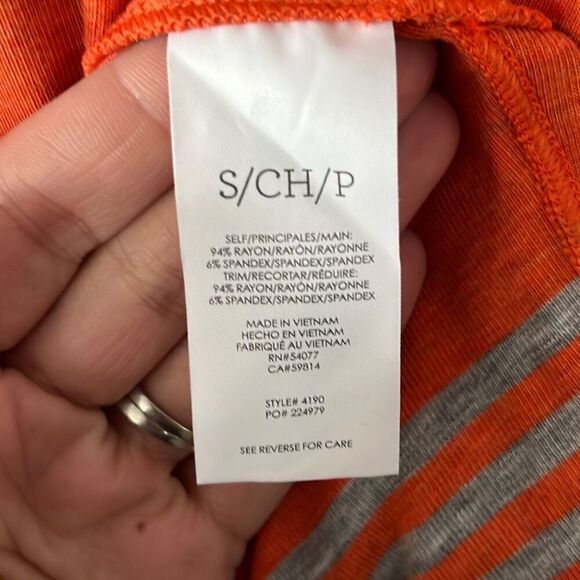 S/CH/P
SELF/PRINCIPALES/MAIN:
94% RAYON/RAYÓN/RAYONNE
6% SPANDEX/SPANDEX/SPANDEX
TRIM/RECORTAR/RÉDUIRE:
94% RAYON/RAYÓN/RAYONNE
6% SPANDEX/SPANDEX/SPANDEX
MADE IN VIETNAM
HECHO EN VIETNAM
FABRIQUÉ AU VIETNAM
RN#54077
CA#59814
STYLE# 4190
PO# 224979
SEE REVERSE FOR CARE